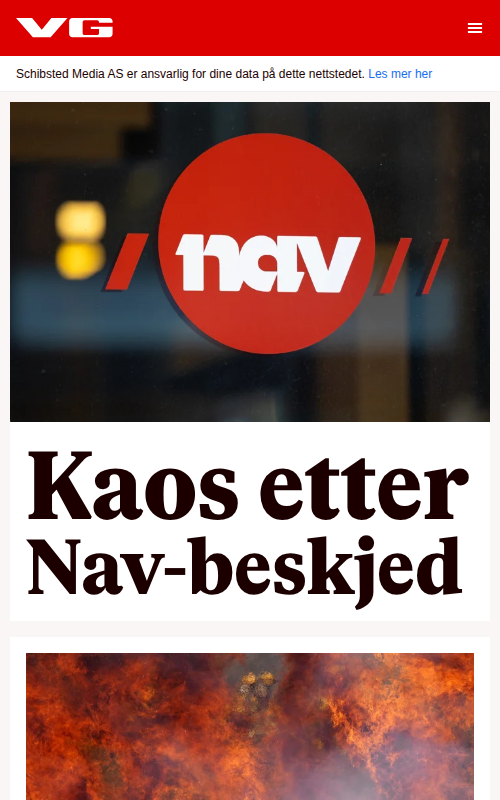 VG
Schibsted Media AS er ansvarlig for dine data på dette nettstedet. Les mer her
nav
Kaos etter
Nav-beskjed